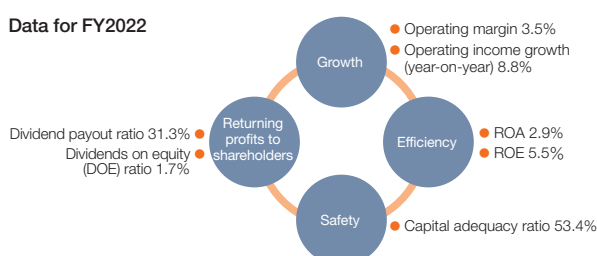 Data for FY2022
Growth
Operating margin 3.5%
Operating income growth
(year-on-year) 8.8%
Returning
profits to
shareholders
Dividend payout ratio 31.3%
Dividends on equity
(DOE) ratio 1.7%
Efficiency
ROA 2.9%
ROE 5.5%
Safety
Capital adequacy ratio 53.4%